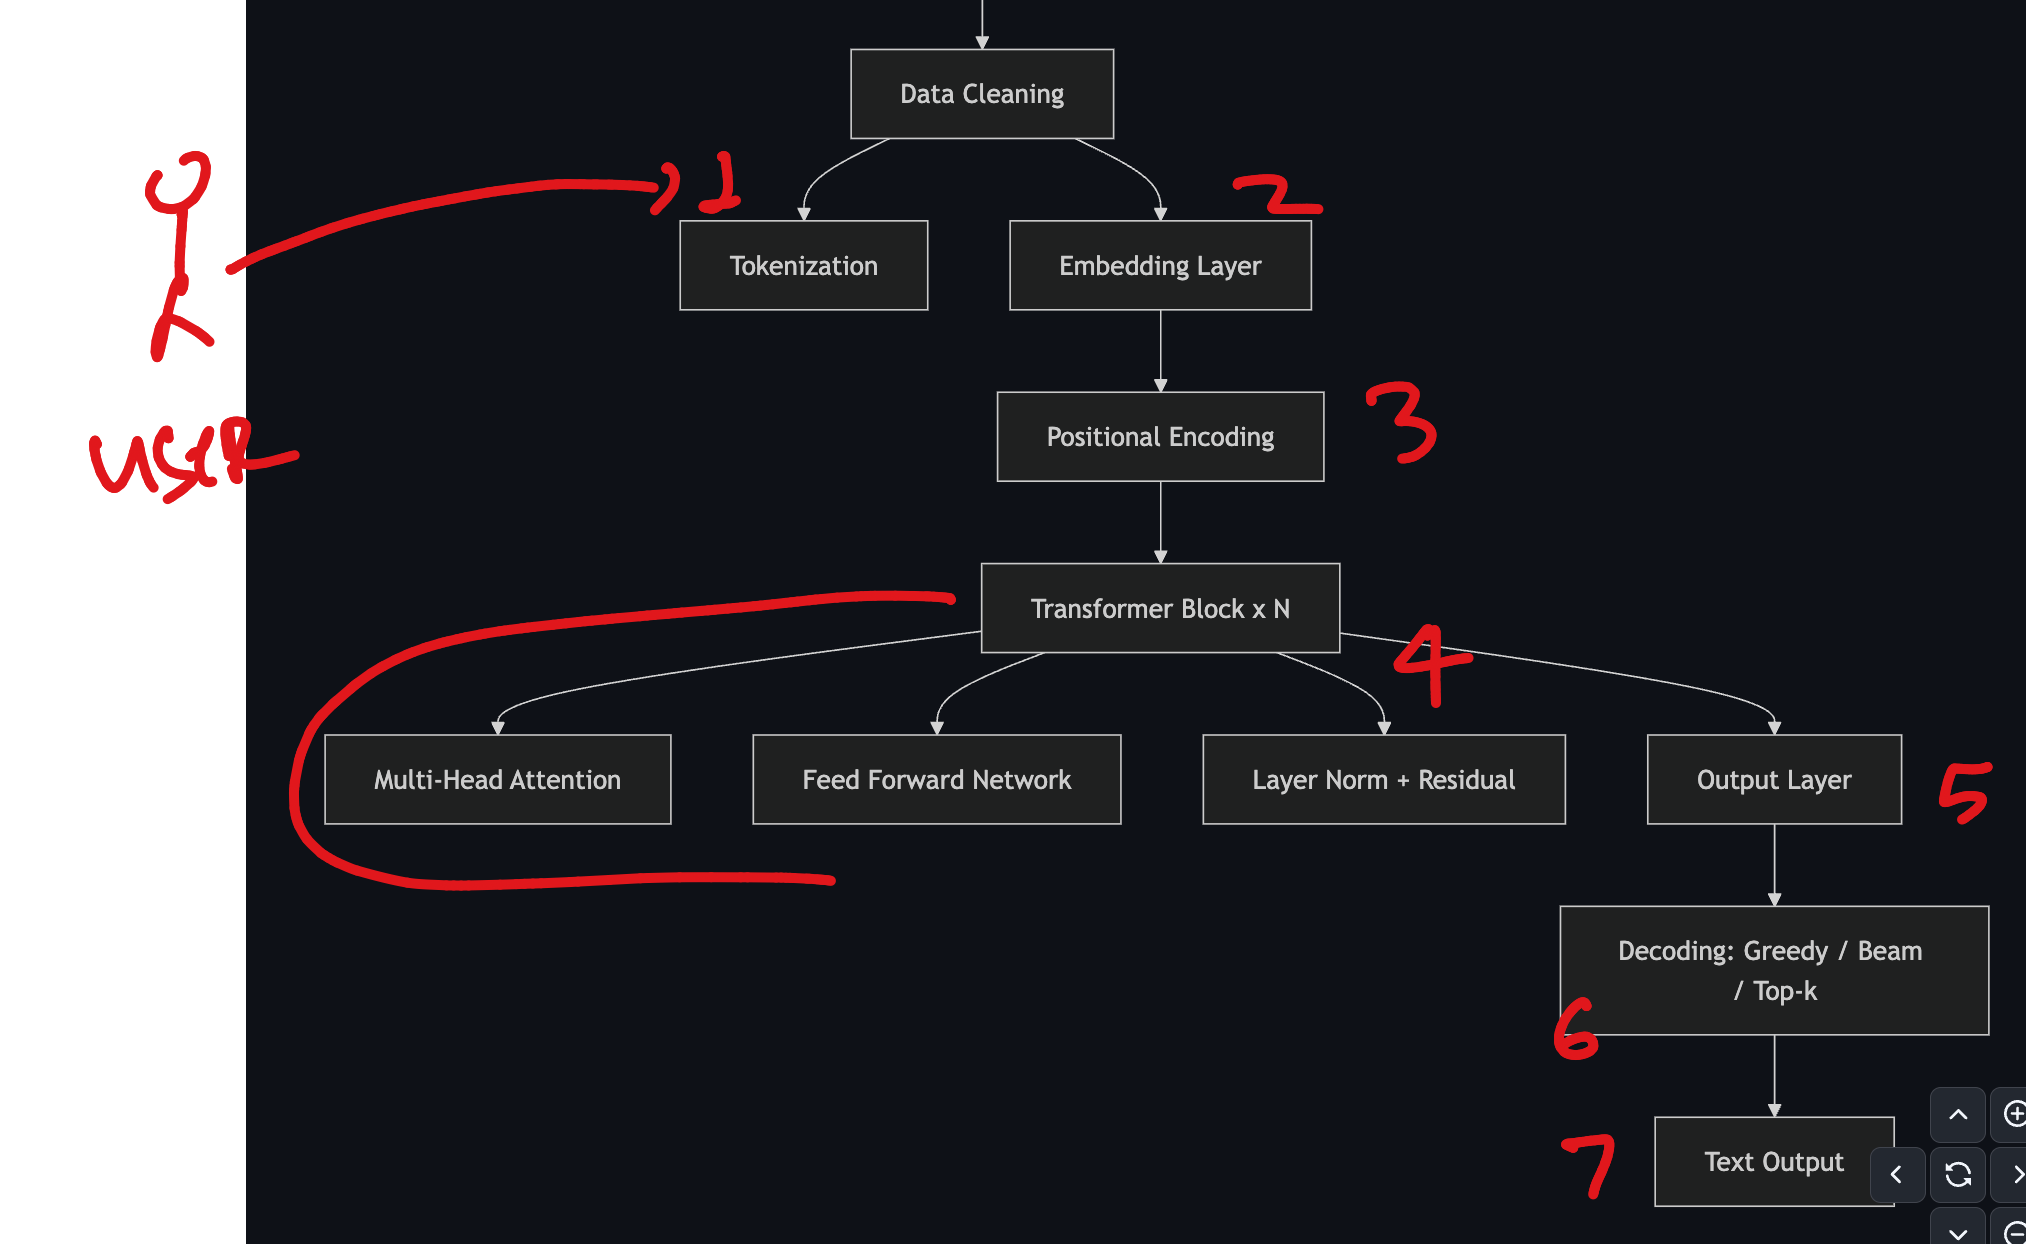 Data Cleaning
1
2
Tokenization
Embedding Layer
USER
Positional Encoding
3
Transformer Block x N
4
Multi-Head Attention
Feed Forward Network
Layer Norm + Residual
Output Layer
5
Decoding: Greedy / Beam
/ Top-k
6
7
Text Output